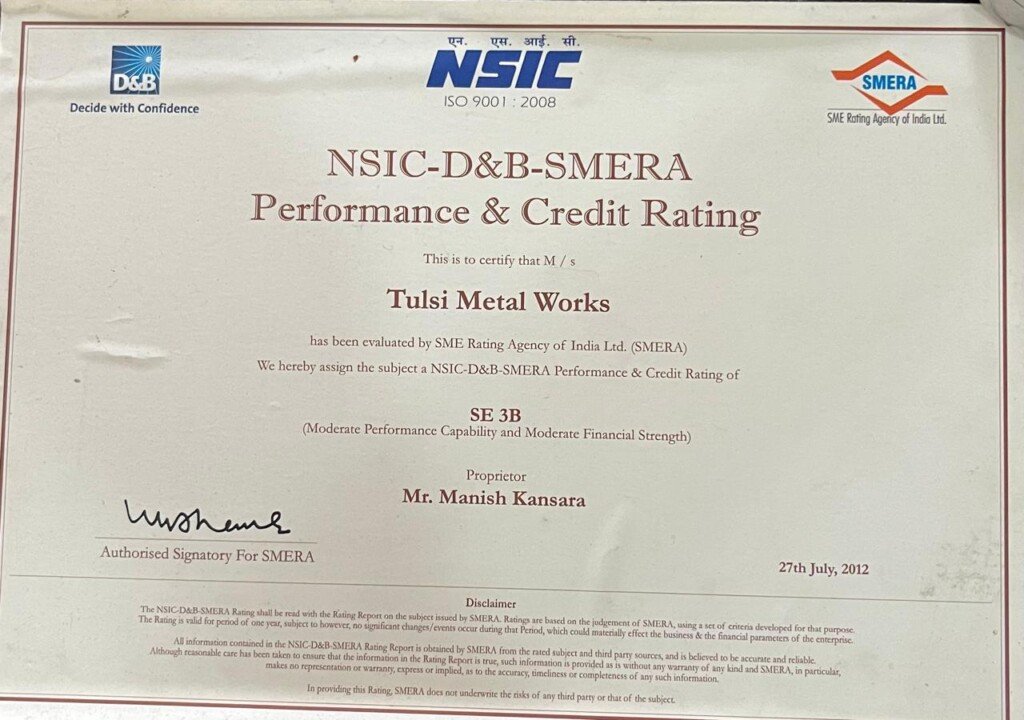 D&B
Decide with Confidence
एन. एस. आई. सी.
NSIC
ISO 9001 : 2008
SMERA
SME Rating Agency of India Ltd.
NSIC-D&B-SMERA
Performance & Credit Rating
This is to certify that M / s
Tulsi Metal Works
has been evaluated by SME Rating Agency of India Ltd. (SMERA)
We hereby assign the subject a NSIC-D&B-SMERA Performance & Credit Rating of
SE 3B
(Moderate Performance Capability and Moderate Financial Strength)
Proprietor
Mr. Manish Kansara
Authorised Signatory For SMERA
27th July, 2012
Disclaimer
The NSIC-D&B-SMERA Rating shall be read with the Rating Report on the subject issued by SMERA. Ratings are based on the judgement of SMERA, using a set of criteria developed for that purpose.
The Rating is valid for period of one year, subject to however, no significant changes/events occur during that Period, which could materially effect the business & the financial parameters of the enterprise.
All information contained in the NSIC-D&B-SMERA Rating Report is obtained by SMERA from the rated subject and third party sources, and is believed to be accurate and reliable.
Although reasonable care has been taken to ensure that the information in the Rating Report is true, such information is provided as is without any warranty of any kind and SMERA, in particular,
makes no representation or warranty, express or implied, as to the accuracy, timeliness or completeness of any such information.
In providing this Rating, SMERA does not underwrite the risks of any third party or that of the subject.